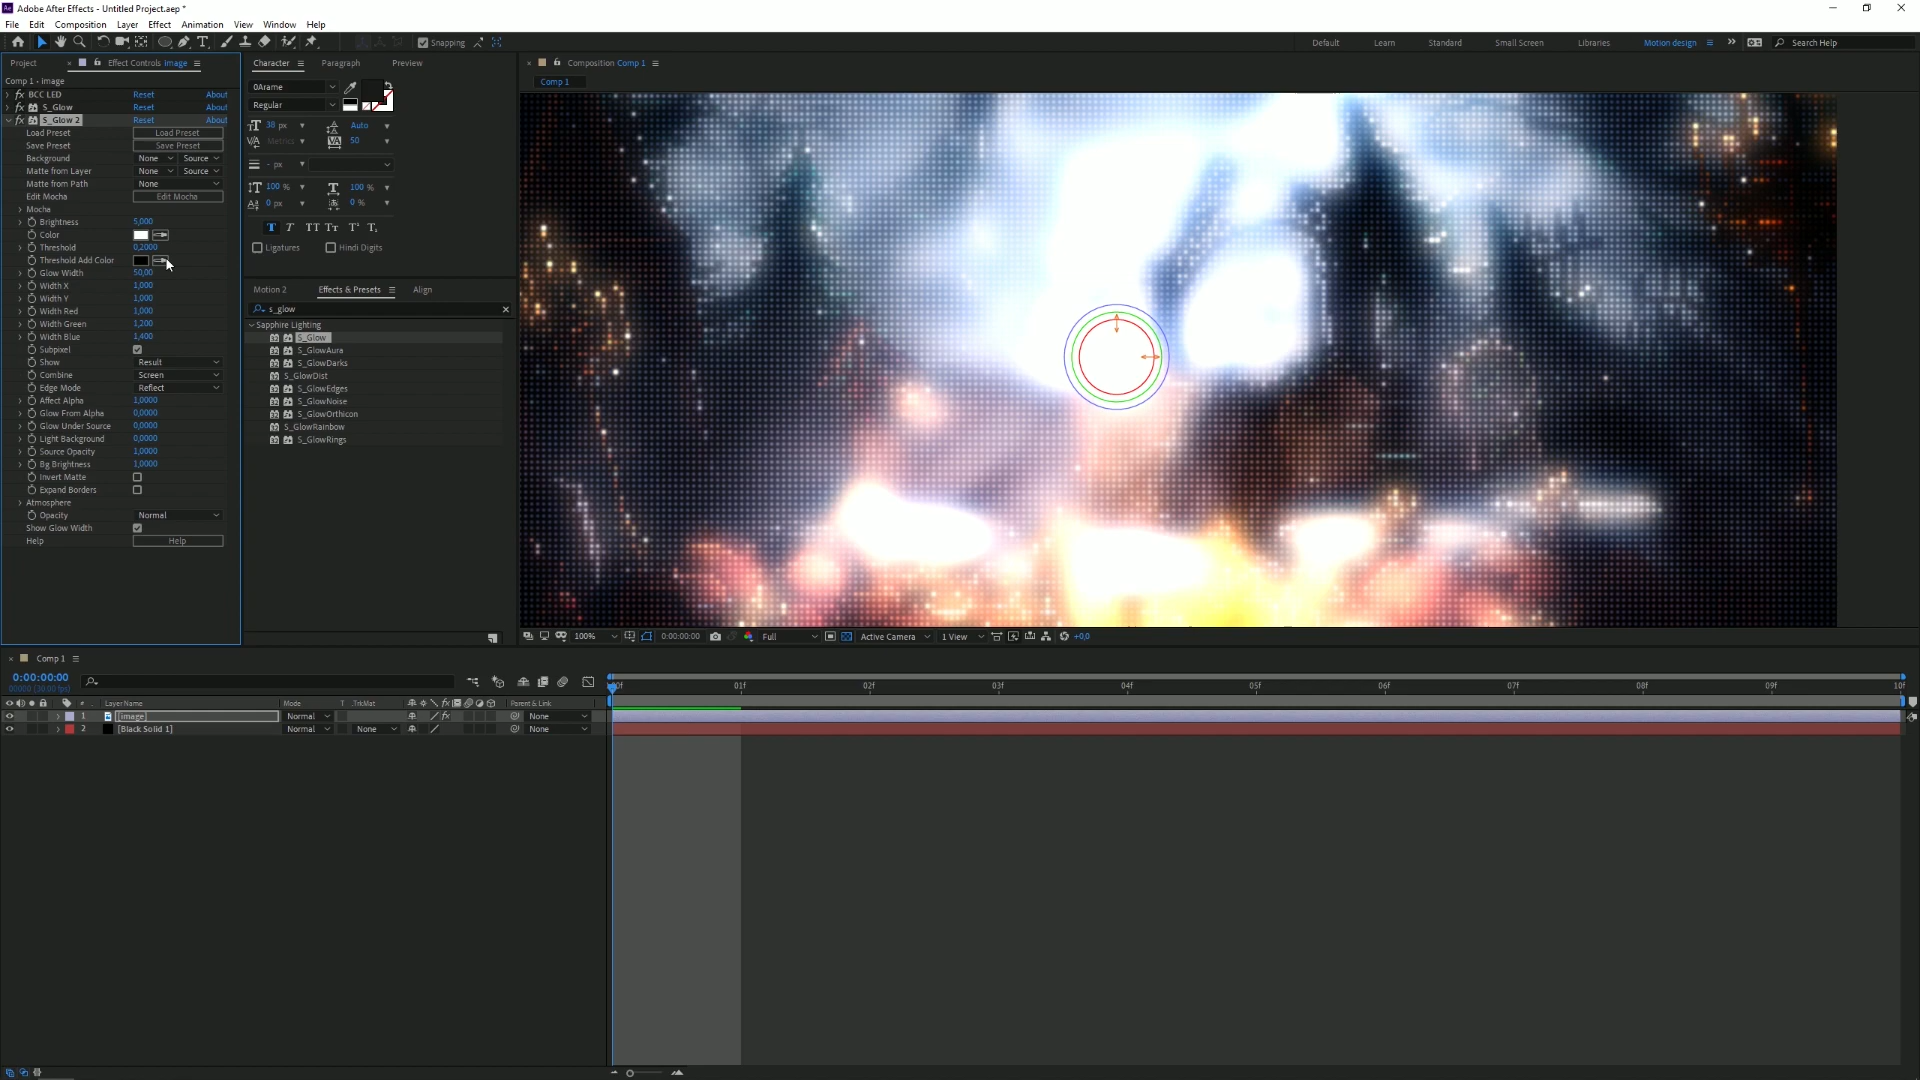 Adobe After Effects - Untitled Project.aep *
File Edit Composition Layer Effect Animation View Window Help
Snapping
Default Learn Standard Small Screen Libraries Motion design Search Help
Project Effect Controls Image
Comp 1 • image
fx BCC LED Reset About
fx S_Glow Reset About
fx S_Glow 2 Reset About
Load Preset Load Preset
Save Preset Save Preset
Background None Source
Matte from Layer None Source
Matte from Path None
Edit Mocha Edit Mocha
Mocha
Brightness 5,000
Color
Threshold 0,2000
Threshold Add Color
Glow Width 50,00
Width X 1,000
Width Y 1,000
Width Red 1,000
Width Green 1,200
Width Blue 1,400
Subpixel
Show Result
Combine Screen
Edge Mode Reflect
Affect Alpha 1,0000
Glow From Alpha 0,0000
Glow Under Source 0,0000
Light Background 0,0000
Source Opacity 1,0000
Bg Brightness 1,0000
Invert Matte
Expand Borders
Atmosphere
Opacity Normal
Show Glow Width
Help Help
Character Paragraph Preview
0Arame
Regular
38 px Auto
Metrics 50
- px
100 % 100 %
0 px 0 %
T T TT Tt T' T,
Ligatures Hindi Digits
Motion 2 Effects & Presets Align
s_glow
Sapphire Lighting
S_Glow
S_GlowAura
S_GlowDarks
S_GlowDist
S_GlowEdges
S_GlowNoise
S_GlowOrthicon
S_GlowRainbow
S_GlowRings
Composition Comp 1
Comp 1
100% 0:00:00:00 Full Active Camera 1 View +0,0
Comp 1
0:00:00:00
00000 (30.00 fps)
# Layer Name Mode T .TrkMat Parent & Link
1 [image] Normal None
2 [Black Solid 1] Normal None None
00f 01f 02f 03f 04f 05f 06f 07f 08f 09f 10f